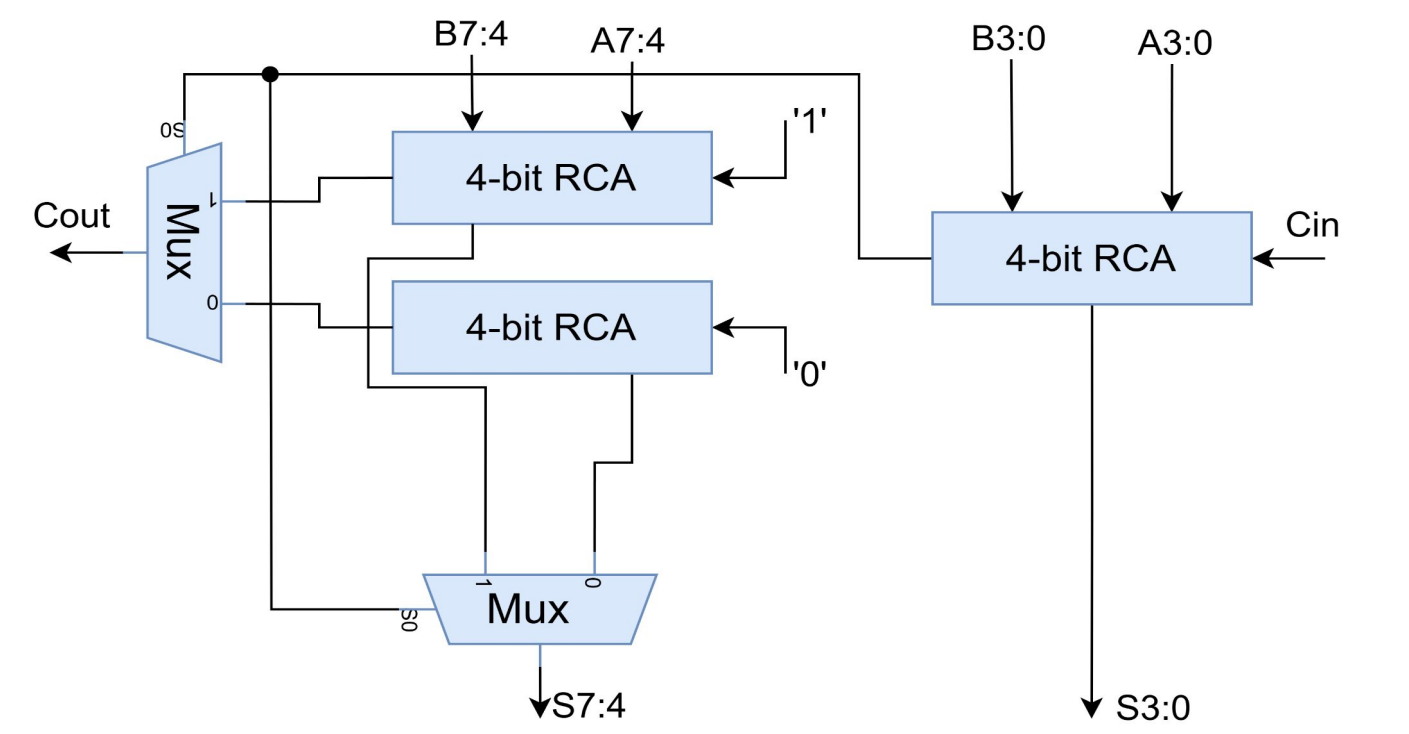 B7:4
A7:4
B3:0
A3:0
'1'
S0
4-bit RCA
1
Cout
Mux
Cin
4-bit RCA
0
4-bit RCA
'0'
1
0
Mux
S0
S7:4
S3:0